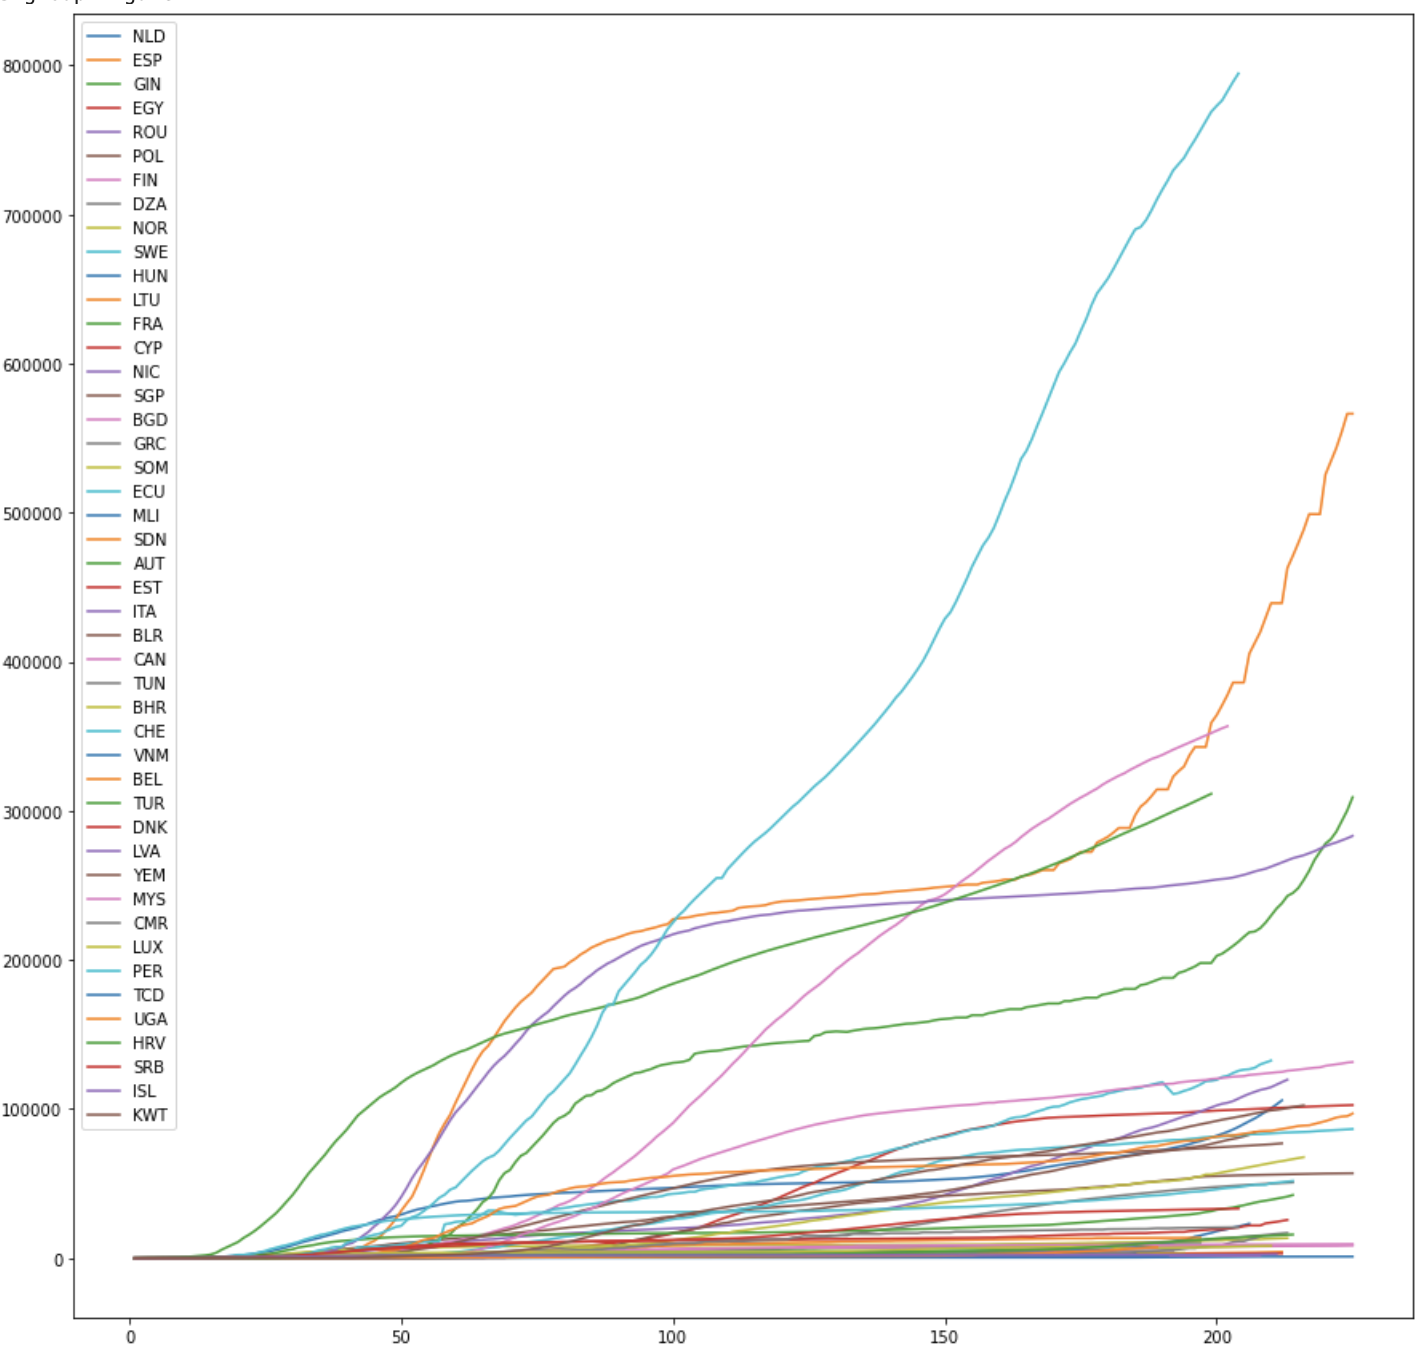 NLD
ESP
GIN
EGY
ROU
POL
FIN
DZA
NOR
SWE
HUN
LTU
FRA
CYP
NIC
SGP
BGD
GRC
SOM
ECU
MLI
SDN
AUT
EST
ITA
BLR
CAN
TUN
BHR
CHE
VNM
BEL
TUR
DNK
LVA
YEM
MYS
CMR
LUX
PER
TCD
UGA
HRV
SRB
ISL
KWT
800000
700000
600000
500000
400000
300000
200000
100000
0
0 50 100 150 200